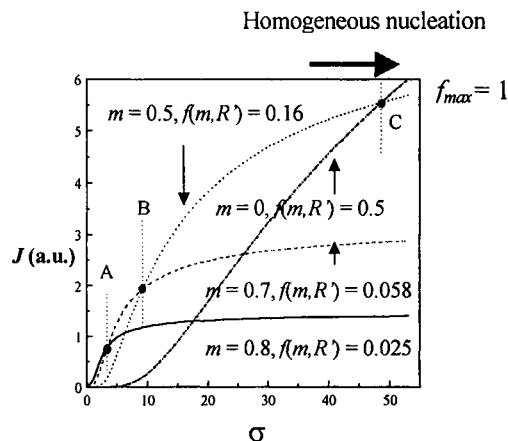 Homogeneous nucleation
f_max = 1
6
5
4
3
2
1
0
m = 0.5, f(m,R') = 0.16
C
B
m = 0, f(m,R') = 0.5
J (a.u.)
A
m = 0.7, f(m,R') = 0.058
m = 0.8, f(m,R') = 0.025
0 10 20 30 40 50
σ